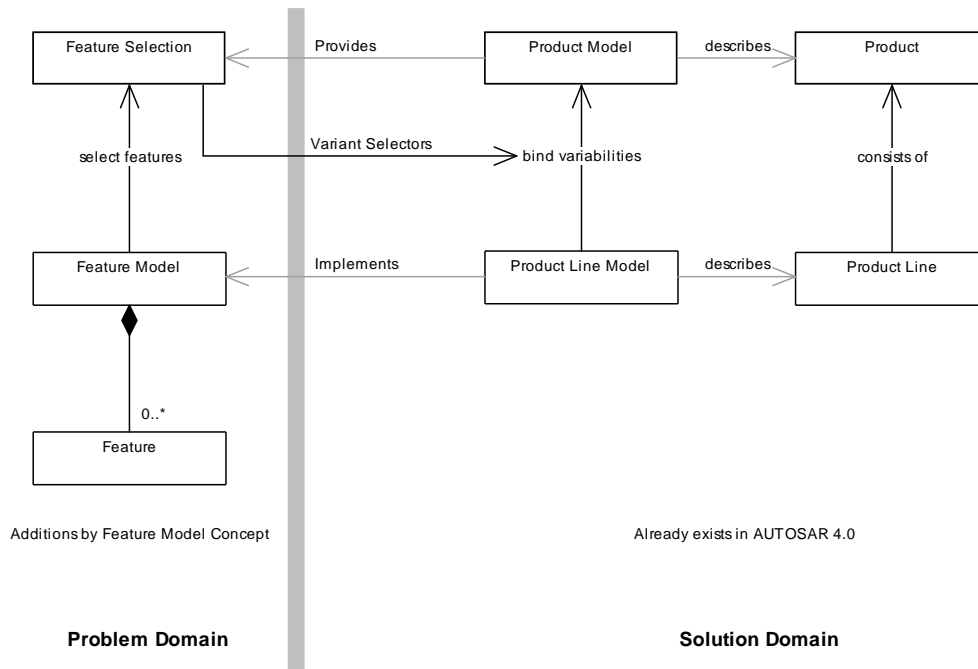 Feature Selection
Provides
Product Model
describes
Product
select features
Variant Selectors
bind variabilities
consists of
Feature Model
Implements
Product Line Model
describes
Product Line
0..*
Feature
Additions by Feature Model Concept
Already exists in AUTOSAR 4.0
Problem Domain
Solution Domain